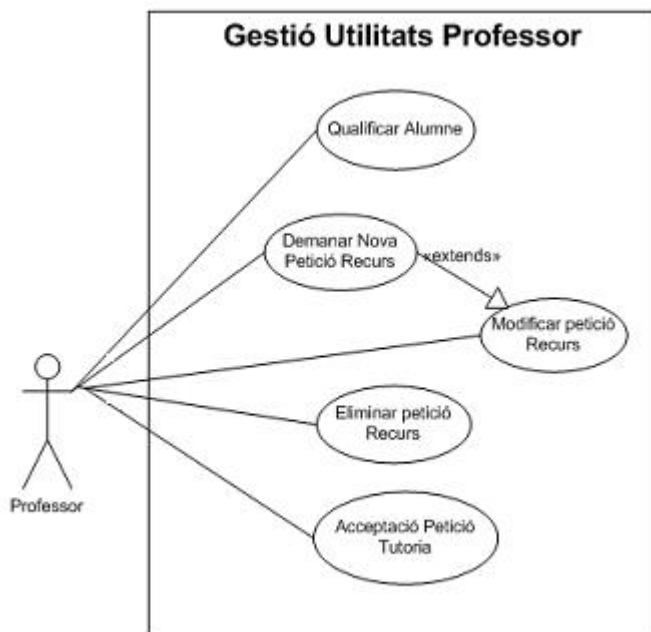 Gestió Utilitats Professor
Qualificar Alumne
Demanar Nova
Petició Recurs
«extends»
Modificar petició
Recurs
Eliminar petició
Recurs
Professor
Acceptació Petició
Tutoria